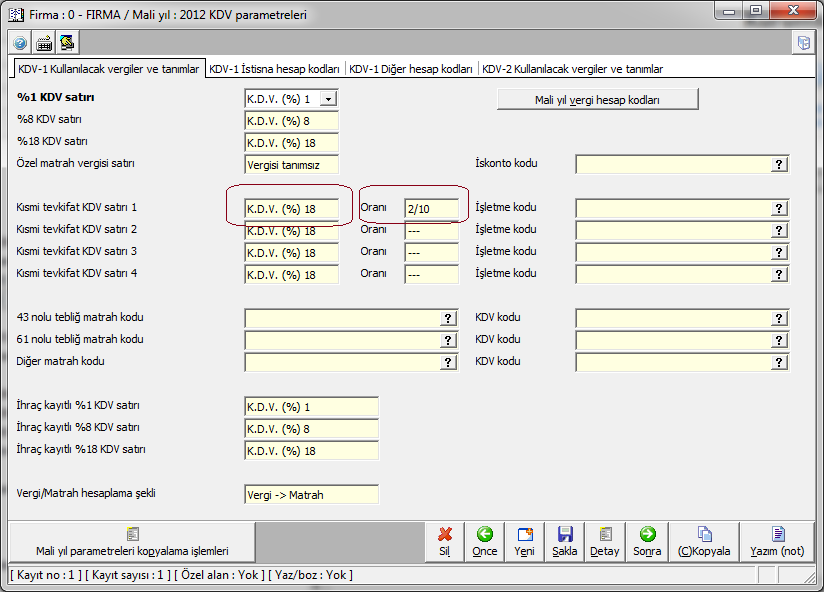 Firma : 0 - FIRMA / Mali yıl : 2012 KDV parametreleri
KDV-1 Kullanılacak vergiler ve tanımlar KDV-1 İstisna hesap kodları KDV-1 Diğer hesap kodları KDV-2 Kullanılacak vergiler ve tanımlar
%1 KDV satırı K.D.V. (%) 1 Mali yıl vergi hesap kodları
%8 KDV satırı K.D.V. (%) 8
%18 KDV satırı K.D.V. (%) 18
Özel matrah vergisi satırı Vergisi tanımsız İskonto kodu ?
Kısmi tevkifat KDV satırı 1 K.D.V. (%) 18 Oranı 2/10 İşletme kodu ?
Kısmi tevkifat KDV satırı 2 K.D.V. (%) 18 Oranı --- İşletme kodu ?
Kısmi tevkifat KDV satırı 3 K.D.V. (%) 18 Oranı --- İşletme kodu ?
Kısmi tevkifat KDV satırı 4 K.D.V. (%) 18 Oranı --- İşletme kodu ?
43 nolu tebliğ matrah kodu ? KDV kodu ?
61 nolu tebliğ matrah kodu ? KDV kodu ?
Diğer matrah kodu ? KDV kodu ?
İhraç kayıtlı %1 KDV satırı K.D.V. (%) 1
İhraç kayıtlı %8 KDV satırı K.D.V. (%) 8
İhraç kayıtlı %18 KDV satırı K.D.V. (%) 18
Vergi/Matrah hesaplama şekli Vergi -> Matrah
Mali yıl parametreleri kopyalama işlemleri Sil Önce Yeni Sakla Detay Sonra (C)Kopyala Yazım (not)
[ Kayıt no : 1 ] [ Kayıt sayısı : 1 ] [ Özel alan : Yok ] [ Yaz/boz : Yok ]